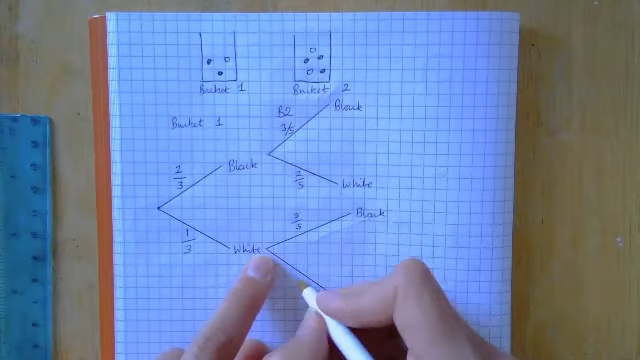 Bucket 1
Bucket 2
Bucket 1
B2
3/5
Black
2/3
Black
2/5
White
1/3
White
3/5
Black